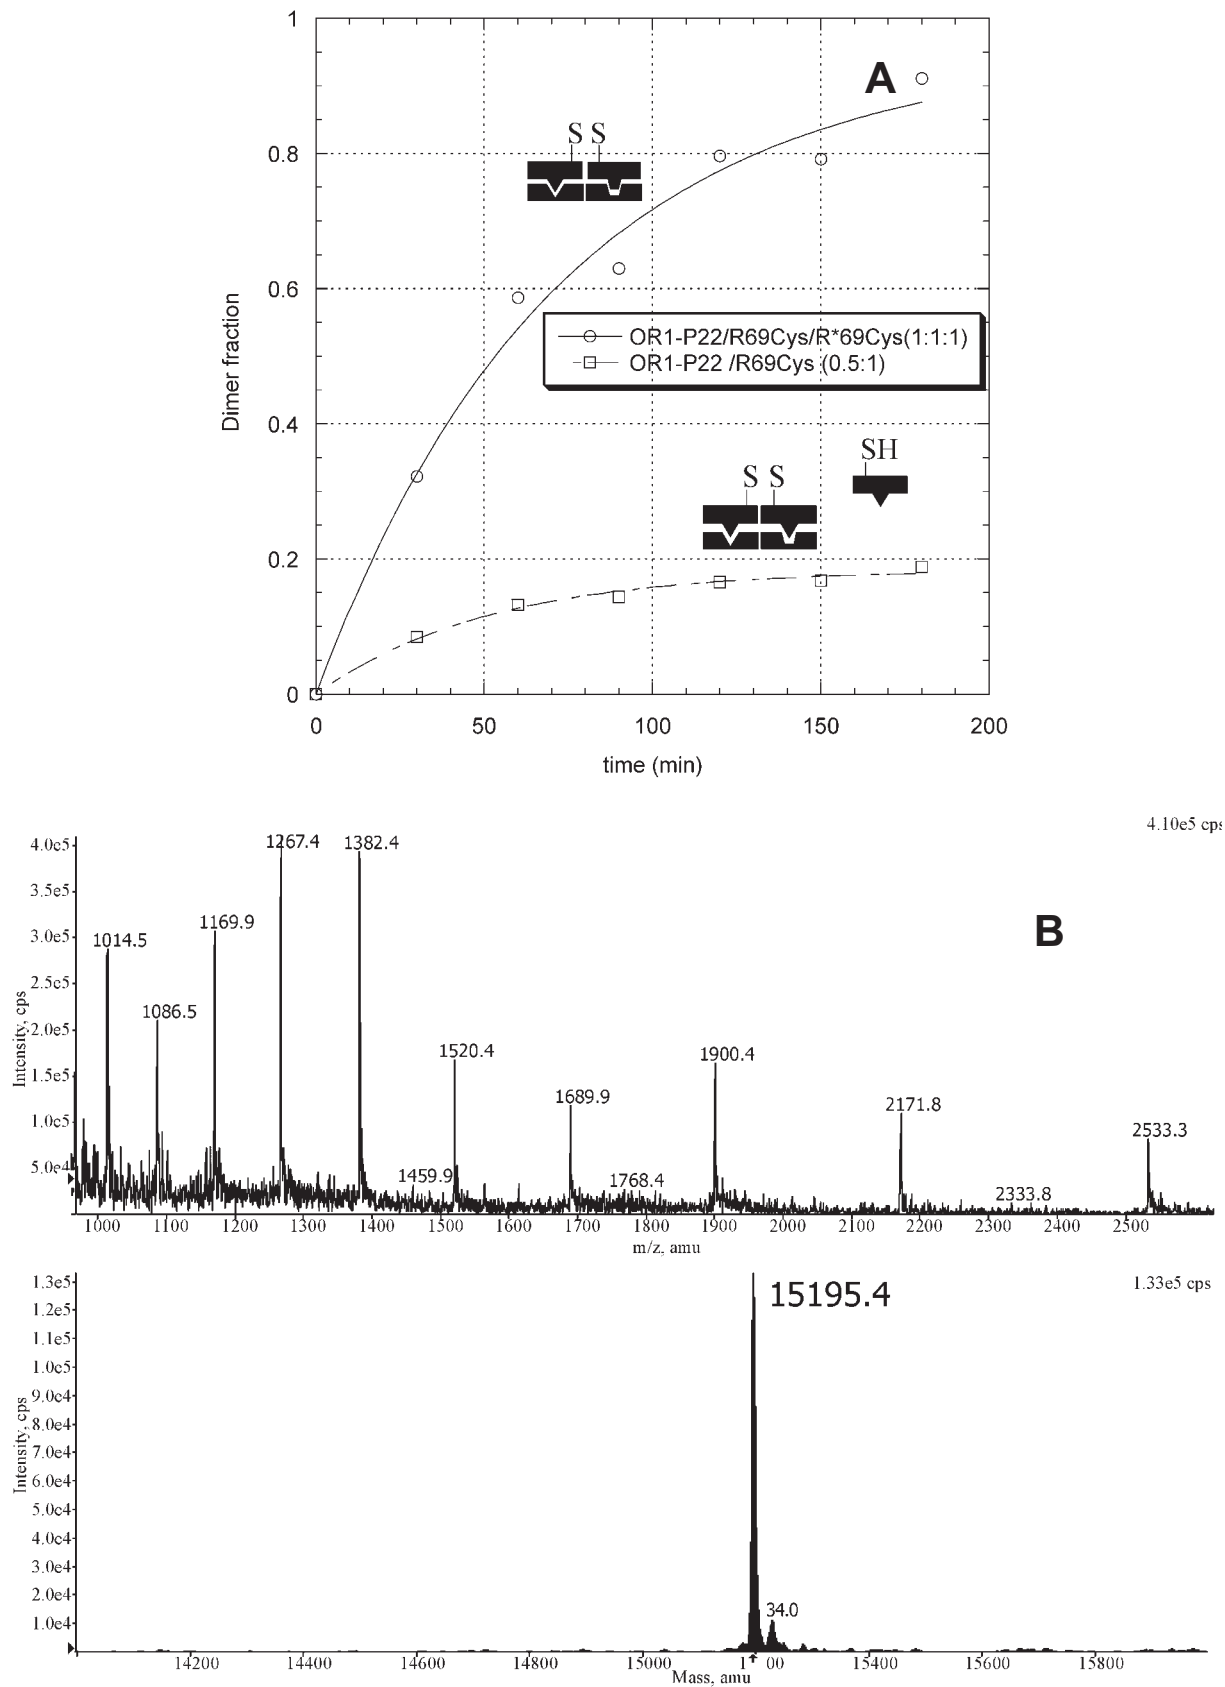 1
A
S S
0.8
0.6
OR1-P22/R69Cys/R*69Cys(1:1:1)
OR1-P22 /R69Cys (0.5:1)
Dimer fraction
0.4
SH
S S
0.2
0
0 50 100 150 200
time (min)
4.10e5 cps
4.0e5 1267.4 1382.4
3.5e5
B
3.0e5 1014.5 1169.9
2.5e5
1086.5
2.0e5
Intensity, cps
1520.4 1900.4
1.5e5
1689.9 2171.8
1.0e5 2533.3
5.0e4 1459.9 1768.4 2333.8
1000 1100 1200 1300 1400 1500 1600 1700 1800 1900 2000 2100 2200 2300 2400 2500
m/z, amu
1.3e5 15195.4 1.33e5 cps
1.2e5
1.1e5
1.0e5
9.0e4
8.0e4
Intensity, cps
7.0e4
6.0e4
5.0e4
4.0e4
3.0e4
2.0e4
34.0
1.0e4
14200 14400 14600 14800 15000 1 00 15400 15600 15800
Mass, amu